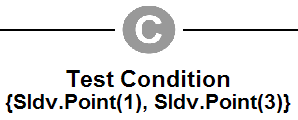 C
Test Condition
{Sldv.Point(1), Sldv.Point(3)}